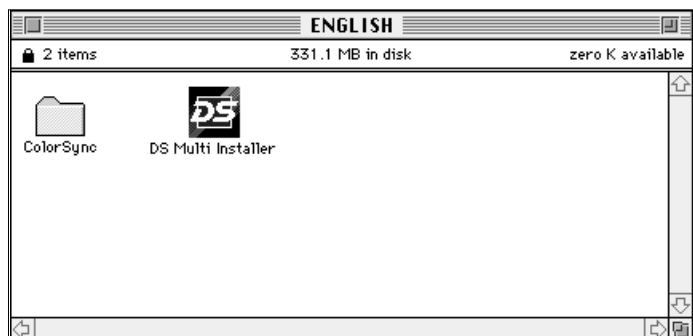 ENGLISH
2 items 331.1 MB in disk zero K available
DS
ColorSync DS Multi Installer